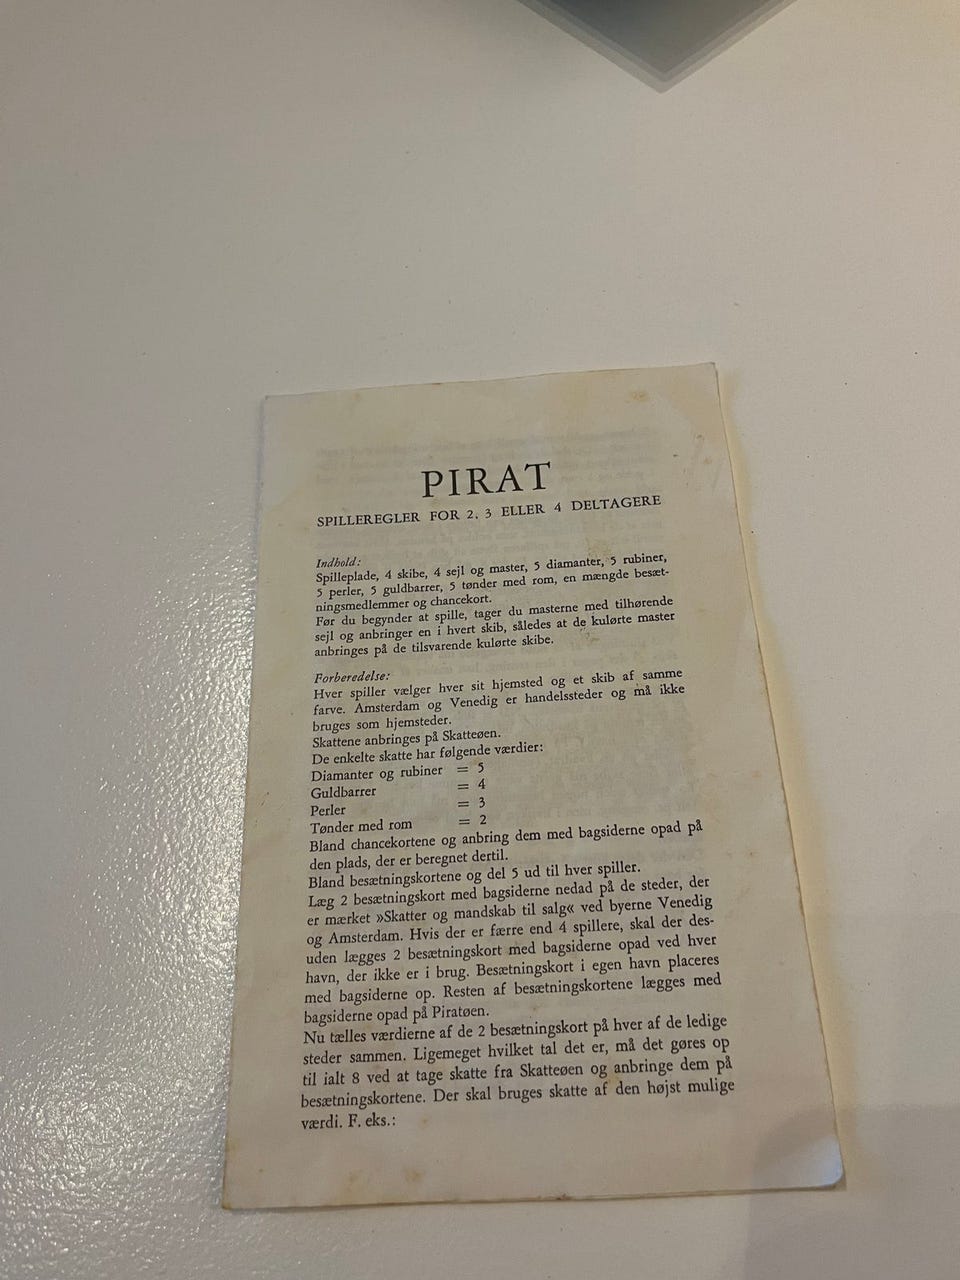 PIRAT
SPILLEREGLER FOR 2, 3 ELLER 4 DELTAGERE
Indhold:
Spilleplade, 4 skibe, 4 sejl og master, 5 diamanter, 5 rubiner,
5 perler, 5 guldbarrer, 5 tønder med rom, en mængde besæt-
ningsmedlemmer og chancekort.
Før du begynder at spille, tager du masterne med tilhørende
sejl og anbringer en i hvert skib, således at de kulørte master
anbringes på de tilsvarende kulørte skibe.
Forberedelse:
Hver spiller vælger hver sit hjemsted og et skib af samme
farve. Amsterdam og Venedig er handelssteder og må ikke
bruges som hjemsteder.
Skattene anbringes på Skatteøen.
De enkelte skatte har følgende værdier:
Diamanter og rubiner = 5
Guldbarrer = 4
Perler = 3
Tønder med rom = 2
Bland chancekortene og anbring dem med bagsiderne opad på
den plads, der er beregnet dertil.
Bland besætningskortene og del 5 ud til hver spiller.
Læg 2 besætningskort med bagsiderne nedad på de steder, der
er mærket »Skatter og mandskab til salg« ved byerne Venedig
og Amsterdam. Hvis der er færre end 4 spillere, skal der des-
uden lægges 2 besætningskort med bagsiderne opad ved hver
havn, der ikke er i brug. Besætningskort i egen havn placeres
med bagsiderne op. Resten af besætningskortene lægges med
bagsiderne opad på Piratøen.
Nu tælles værdierne af de 2 besætningskort på hver af de ledige
steder sammen. Ligemeget hvilket tal det er, må det gøres op
til ialt 8 ved at tage skatte fra Skatteøen og anbringe dem på
besætningskortene. Der skal bruges skatte af den højst mulige
værdi. F. eks.: